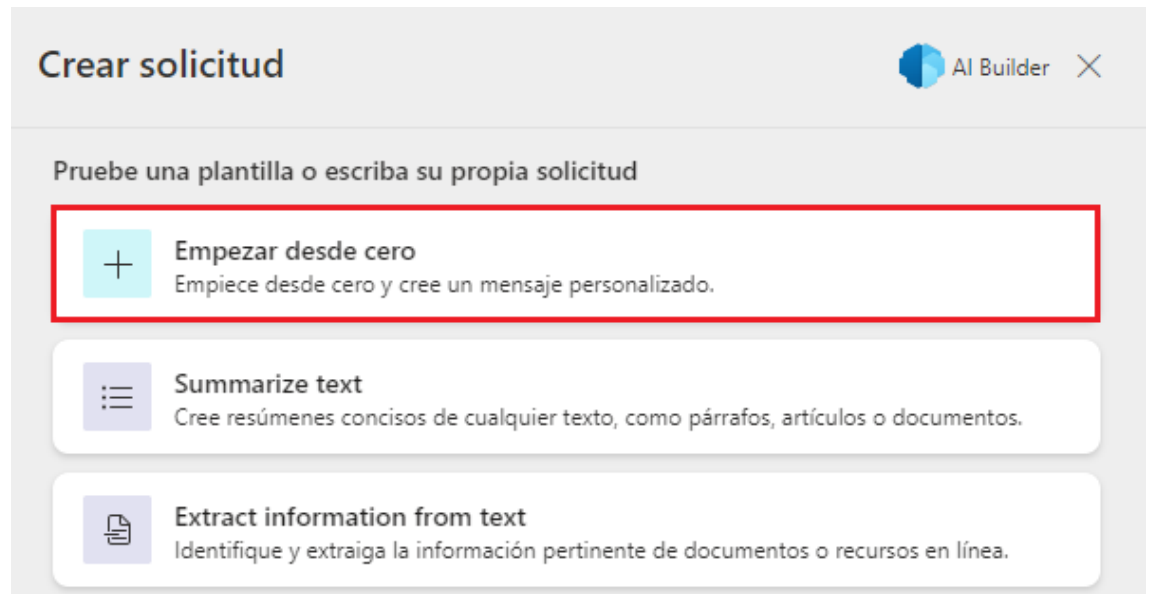 Crear solicitud
AI Builder
Pruebe una plantilla o escriba su propia solicitud
Empezar desde cero
Empiece desde cero y cree un mensaje personalizado.
Summarize text
Cree resúmenes concisos de cualquier texto, como párrafos, artículos o documentos.
Extract information from text
Identifique y extraiga la información pertinente de documentos o recursos en línea.